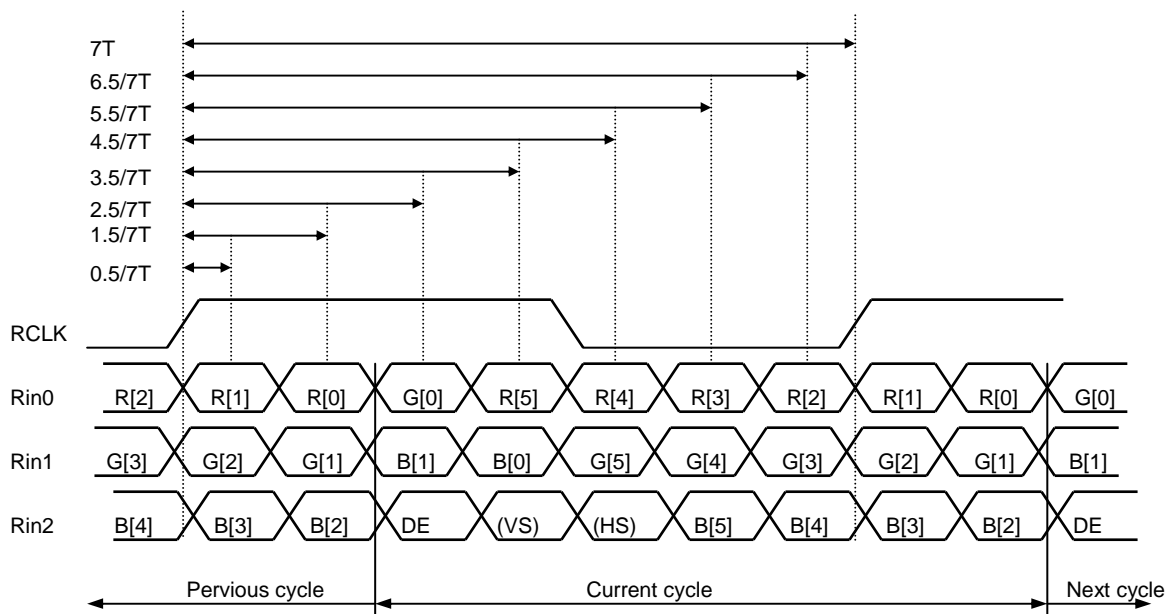 7T
6.5/7T
5.5/7T
4.5/7T
3.5/7T
2.5/7T
1.5/7T
0.5/7T
RCLK
Rin0 R[2] R[1] R[0] G[0] R[5] R[4] R[3] R[2] R[1] R[0] G[0]
Rin1 G[3] G[2] G[1] B[1] B[0] G[5] G[4] G[3] G[2] G[1] B[1]
Rin2 B[4] B[3] B[2] DE (VS) (HS) B[5] B[4] B[3] B[2] DE
Pervious cycle Current cycle Next cycle